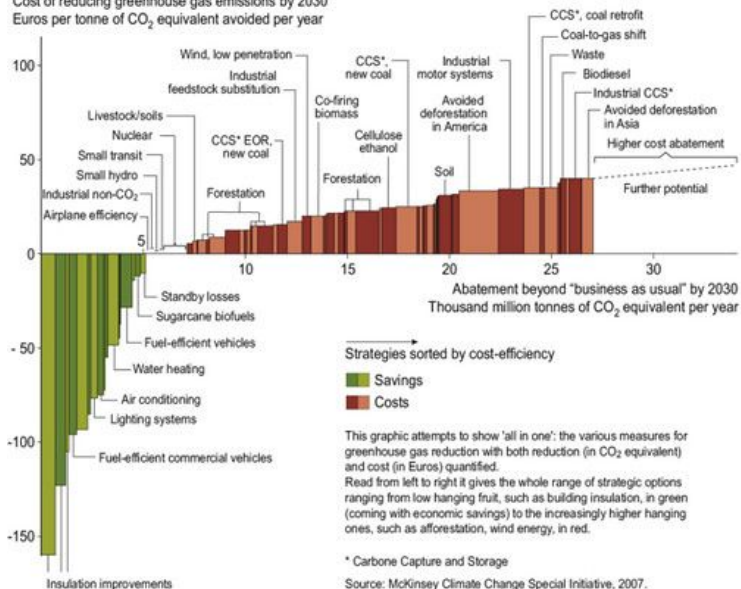 Cost of reducing greenhouse gas emissions by 2030
Euros per tonne of CO2 equivalent avoided per year
100
50
0
- 50
-100
-150
5
10
15
20
25
30
CCS*, coal retrofit
Coal-to-gas shift
Waste
Biodiesel
Industrial CCS*
Avoided deforestation
in Asia
Higher cost abatement
Further potential
Wind, low penetration
Industrial
feedstock substitution
CCS*,
new coal
Industrial
motor systems
Livestock/soils
Nuclear
Small transit
Small hydro
Industrial non-CO2
Airplane efficiency
CCS* EOR,
new coal
Co-firing
biomass
Avoided
deforestation
in America
Cellulose
ethanol
Forestation
Forestation
Soil
Abatement beyond “business as usual” by 2030
Thousand million tonnes of CO2 equivalent per year
Standby losses
Sugarcane biofuels
Fuel-efficient vehicles
Water heating
Air conditioning
Lighting systems
Fuel-efficient commercial vehicles
Insulation improvements
Strategies sorted by cost-efficiency
Savings
Costs
This graphic attempts to show 'all in one': the various measures for
greenhouse gas reduction with both reduction (in CO2 equivalent)
and cost (in Euros) quantified.
Read from left to right it gives the whole range of strategic options
ranging from low hanging fruit, such as building insulation, in green
(coming with economic savings) to the increasingly higher hanging
ones, such as afforestation, wind energy, in red.
* Carbone Capture and Storage
Source: McKinsey Climate Change Special Initiative, 2007.